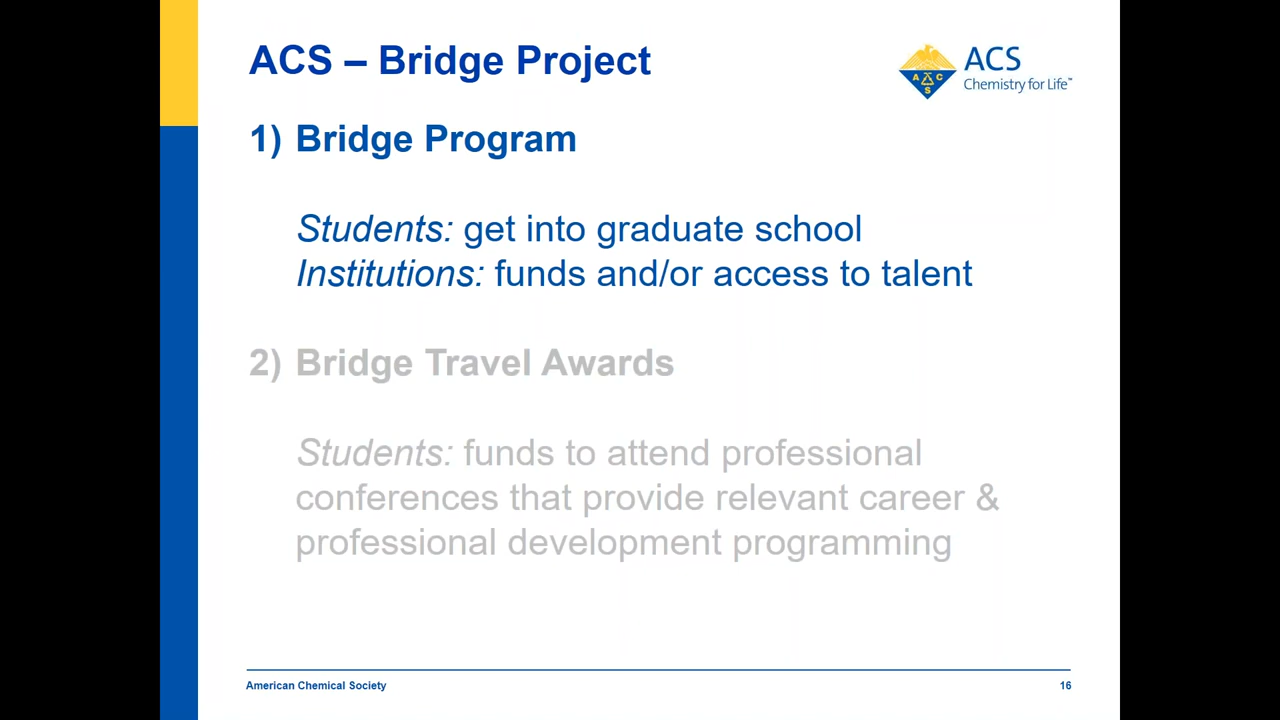 ACS – Bridge Project
ACS
Chemistry for Life™
A C S
1) Bridge Program
Students: get into graduate school
Institutions: funds and/or access to talent
2) Bridge Travel Awards
Students: funds to attend professional
conferences that provide relevant career &
professional development programming
American Chemical Society
16